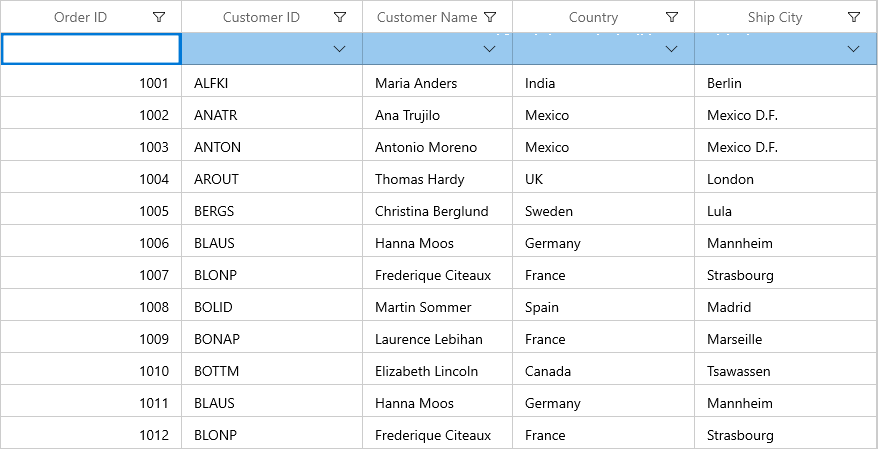 Order ID Customer ID Customer Name Country Ship City
1001 ALFKI Maria Anders India Berlin
1002 ANATR Ana Trujilo Mexico Mexico D.F.
1003 ANTON Antonio Moreno Mexico Mexico D.F.
1004 AROUT Thomas Hardy UK London
1005 BERGS Christina Berglund Sweden Lula
1006 BLAUS Hanna Moos Germany Mannheim
1007 BLONP Frederique Citeaux France Strasbourg
1008 BOLID Martin Sommer Spain Madrid
1009 BONAP Laurence Lebihan France Marseille
1010 BOTTM Elizabeth Lincoln Canada Tsawassen
1011 BLAUS Hanna Moos Germany Mannheim
1012 BLONP Frederique Citeaux France Strasbourg